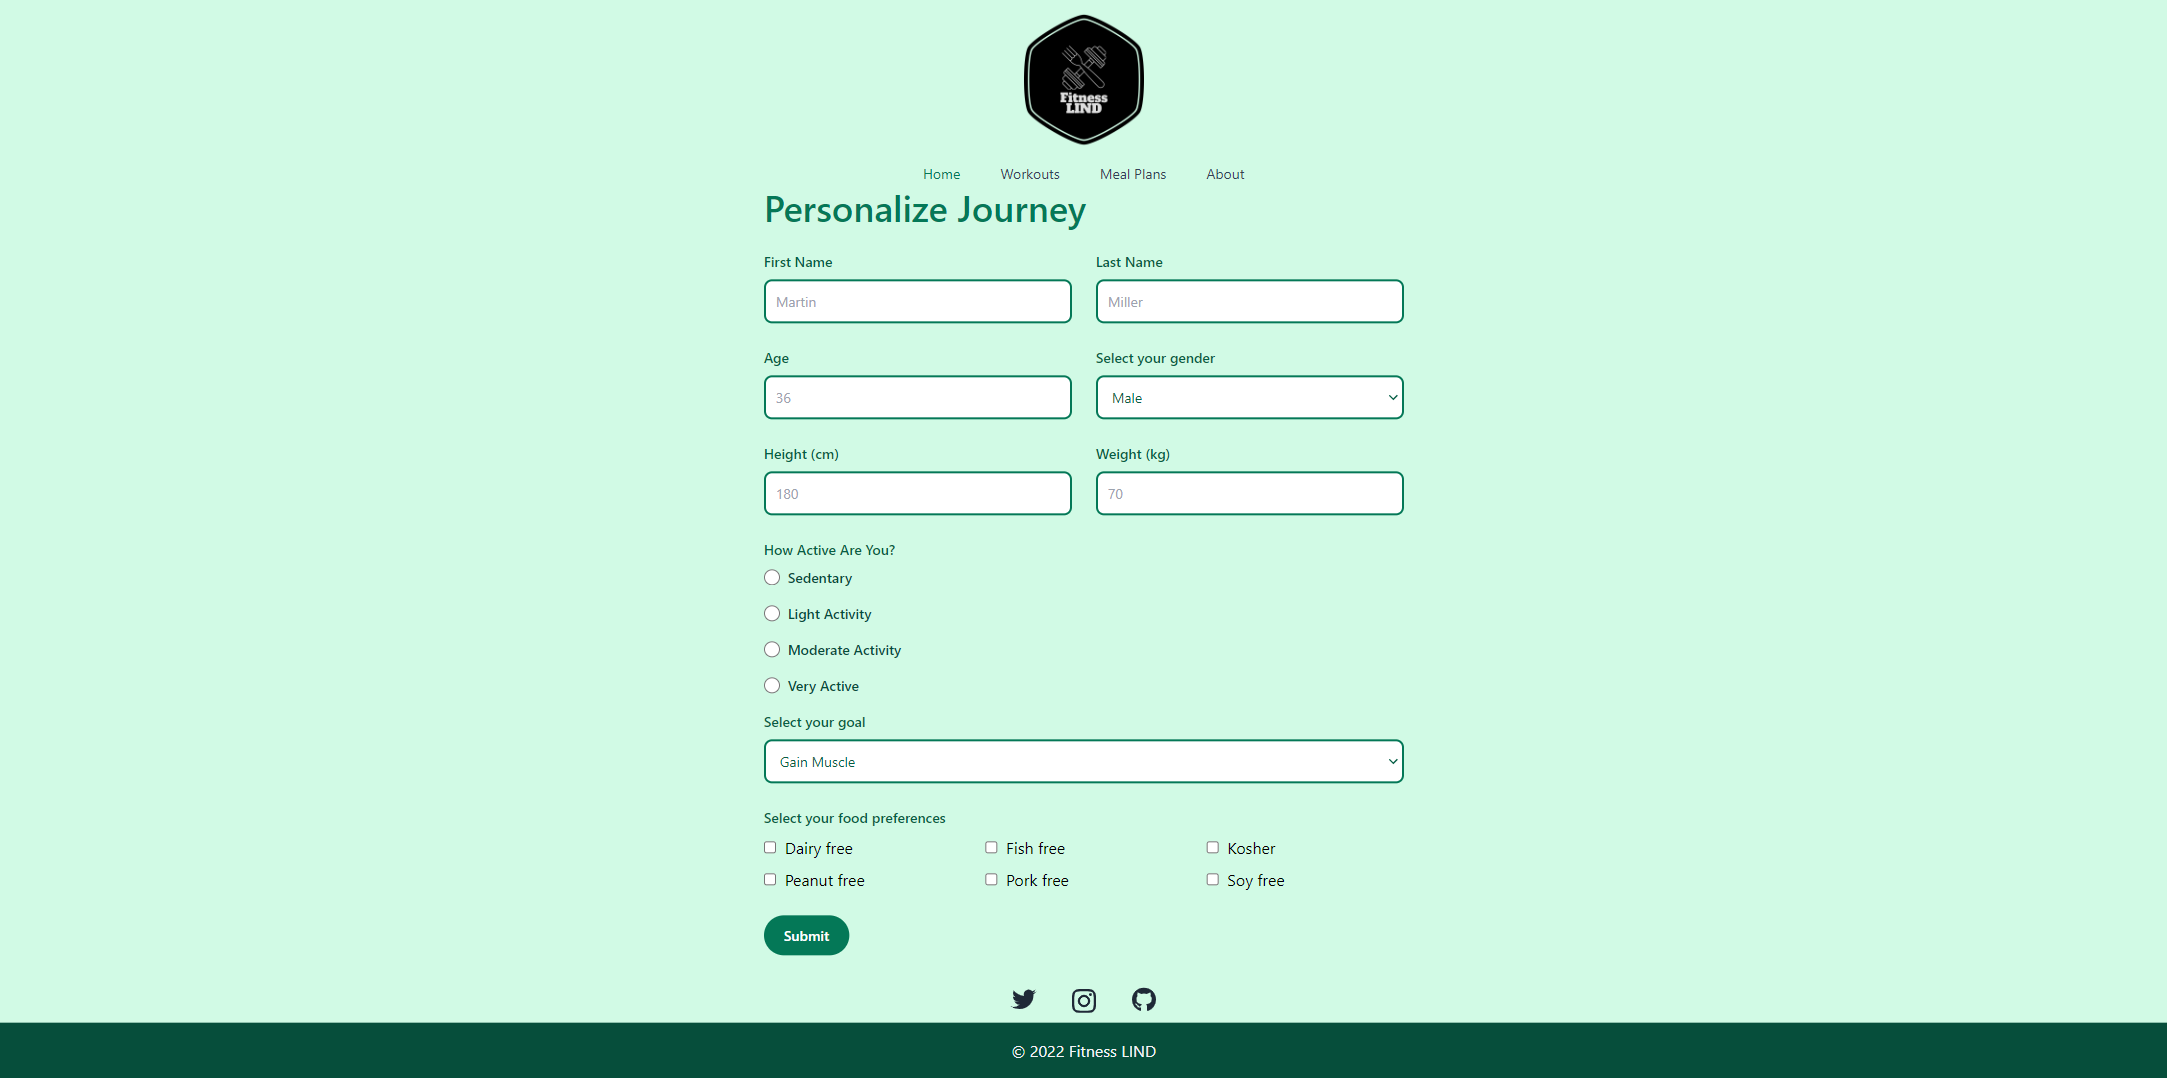 Fitness
LIND
Home Workouts Meal Plans About
Personalize Journey
First Name Last Name
Martin Miller
Age Select your gender
36 Male
Height (cm) Weight (kg)
180 70
How Active Are You?
Sedentary
Light Activity
Moderate Activity
Very Active
Select your goal
Gain Muscle
Select your food preferences
Dairy free Fish free Kosher
Peanut free Pork free Soy free
Submit
© 2022 Fitness LIND